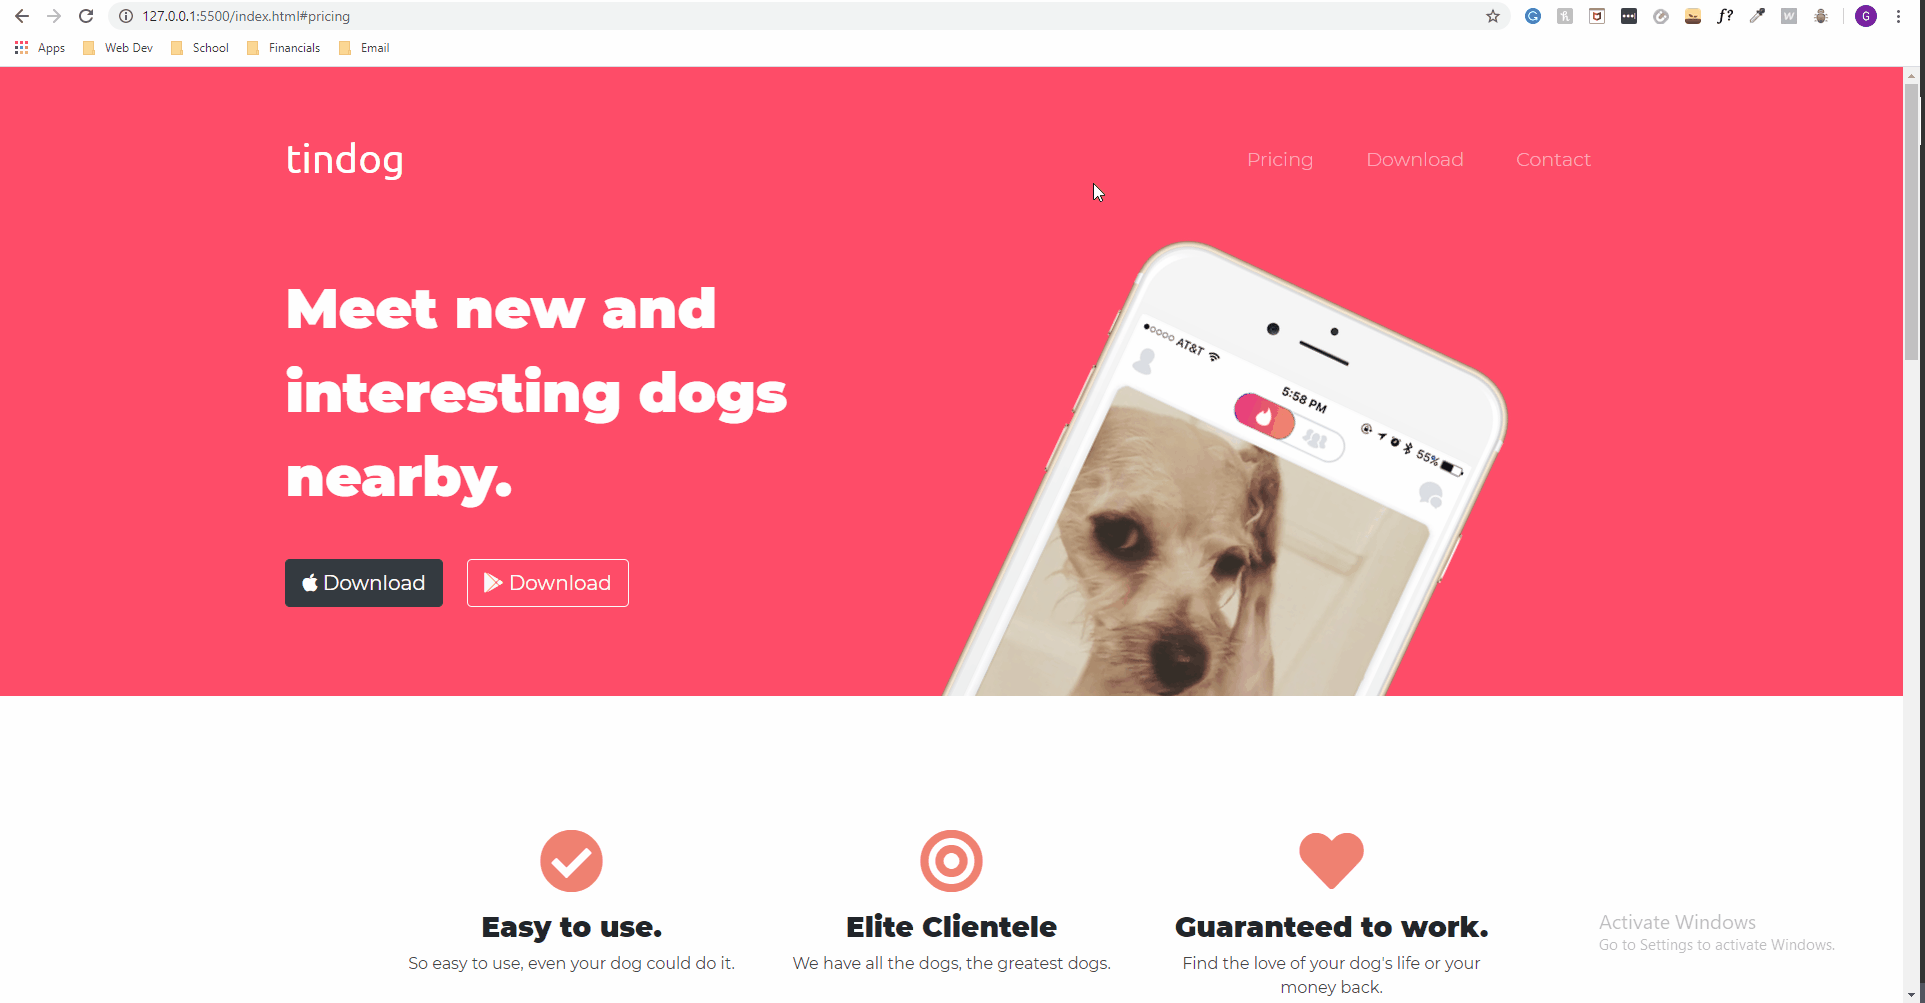 127.0.0.1:5500/index.html#pricing
G
Apps Web Dev School Financials Email
tindog
Pricing Download Contact
Meet new and
interesting dogs
nearby.
AT&T
5:58 PM
55%
Download Download
Easy to use. Elite Clientele Guaranteed to work.
So easy to use, even your dog could do it. We have all the dogs, the greatest dogs. Find the love of your dog's life or your
money back.
Activate Windows
Go to Settings to activate Windows.